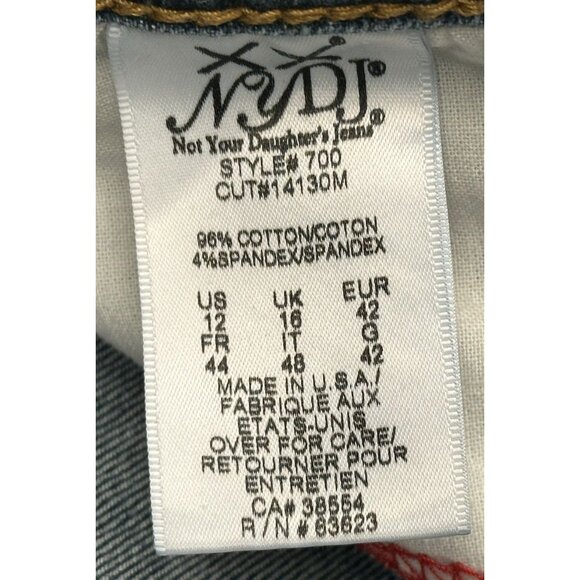 NYDJ®
Not Your Daughter's Jeans®
STYLE# 700
CUT#14130M
96% COTTON/COTON
4%SPANDEX/SPANDEX
US UK EUR
12 16 42
FR IT G
44 48 42
MADE IN U.S.A./
FABRIQUE AUX
ETATS-UNIS
OVER FOR CARE/
RETOURNER POUR
ENTRETIEN
CA# 38554
R/N # 83623